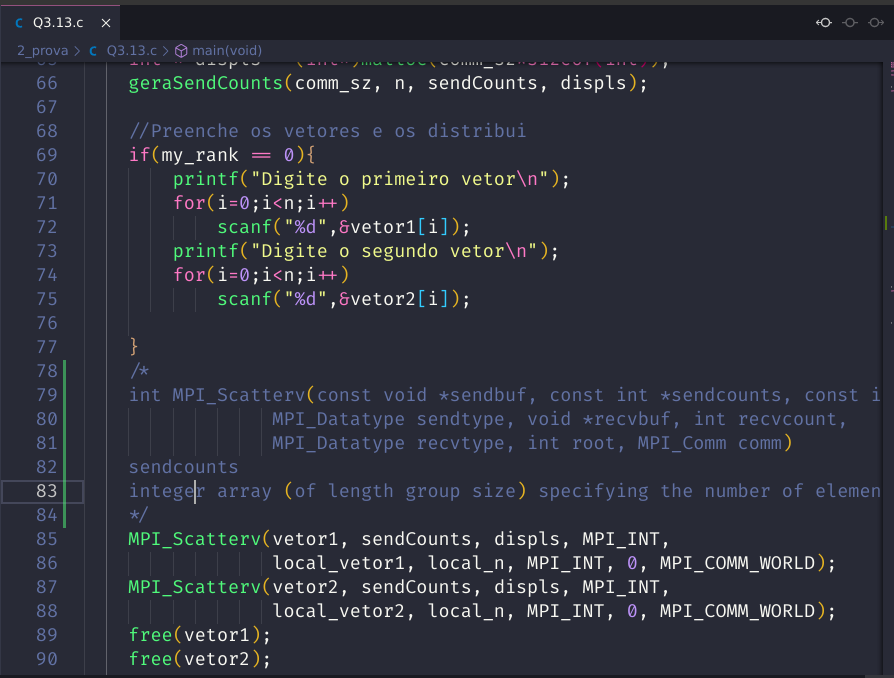 C Q3.13.c ×
2_prova > C Q3.13.c > main(void)
65 int * displs = (int*)malloc(comm_sz*sizeof(int));
66 geraSendCounts(comm_sz, n, sendCounts, displs);
67
68 //Preenche os vetores e os distribui
69 if(my_rank == 0){
70 printf("Digite o primeiro vetor\n");
71 for(i=0;i<n;i++)
72 scanf("%d",&vetor1[i]);
73 printf("Digite o segundo vetor\n");
74 for(i=0;i<n;i++)
75 scanf("%d",&vetor2[i]);
76
77 }
78 /*
79 int MPI_Scatterv(const void *sendbuf, const int *sendcounts, const i
80 MPI_Datatype sendtype, void *recvbuf, int recvcount,
81 MPI_Datatype recvtype, int root, MPI_Comm comm)
82 sendcounts
83 integer array (of length group size) specifying the number of elemen
84 */
85 MPI_Scatterv(vetor1, sendCounts, displs, MPI_INT,
86 local_vetor1, local_n, MPI_INT, 0, MPI_COMM_WORLD);
87 MPI_Scatterv(vetor2, sendCounts, displs, MPI_INT,
88 local_vetor2, local_n, MPI_INT, 0, MPI_COMM_WORLD);
89 free(vetor1);
90 free(vetor2);